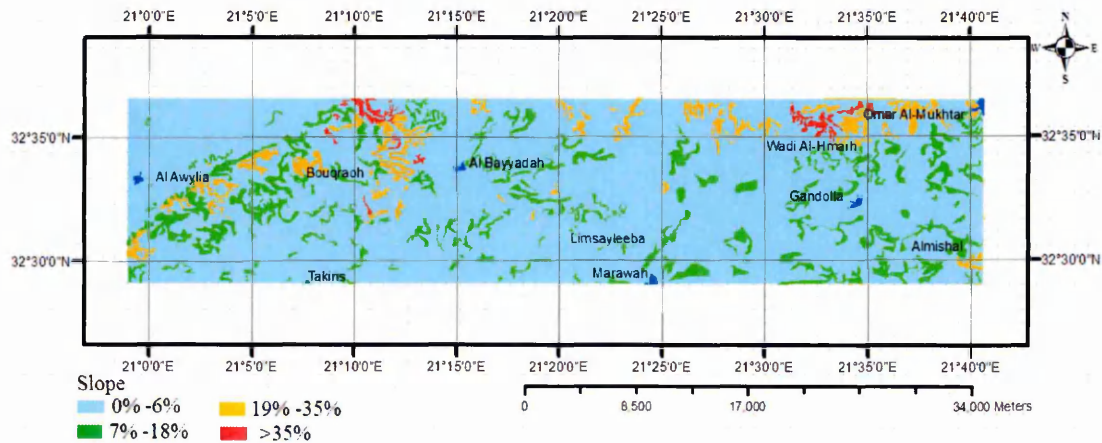 21°0'0"E 21°5'0"E 21°10'0"E 21°15'0"E 21°20'0"E 21°25'0"E 21°30'0"E 21°35'0"E 21°40'0"E
N
W E
S
32°35'0"N 32°35'0"N
Omar Al-Mukhtar
Wadi Al-Hmarh
Al Bayyadah
Al Awylia Bouqraph
Gandolla
Limsayleeba Almishal
32°30'0"N 32°30'0"N
Takins Marawah
21°0'0"E 21°5'0"E 21°10'0"E 21°15'0"E 21°20'0"E 21°25'0"E 21°30'0"E 21°35'0"E 21°40'0"E
Slope
0% -6% 19% -35%
7% -18% >35%
0 8,500 17,000 34,000 Meters